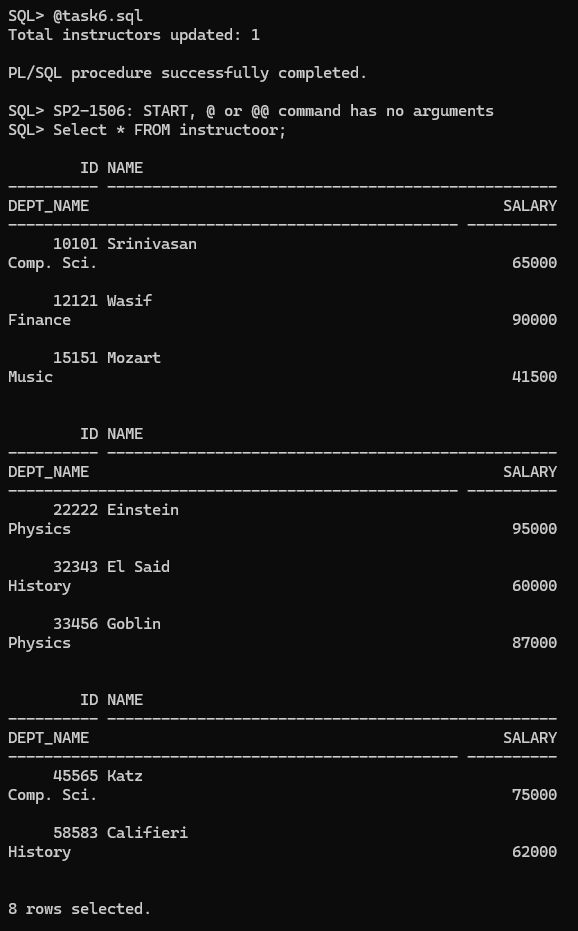 SQL> @task6.sql
Total instructors updated: 1
PL/SQL procedure successfully completed.
SQL> SP2-1506: START, @ or @@ command has no arguments
SQL> Select * FROM instructoor;
ID NAME
---------- --------------------------------------------------
DEPT_NAME SALARY
-------------------------------------------------- ----------
10101 Srinivasan
Comp. Sci. 65000
12121 Wasif
Finance 90000
15151 Mozart
Music 41500
ID NAME
---------- --------------------------------------------------
DEPT_NAME SALARY
-------------------------------------------------- ----------
22222 Einstein
Physics 95000
32343 El Said
History 60000
33456 Goblin
Physics 87000
ID NAME
---------- --------------------------------------------------
DEPT_NAME SALARY
-------------------------------------------------- ----------
45565 Katz
Comp. Sci. 75000
58583 Califieri
History 62000
8 rows selected.